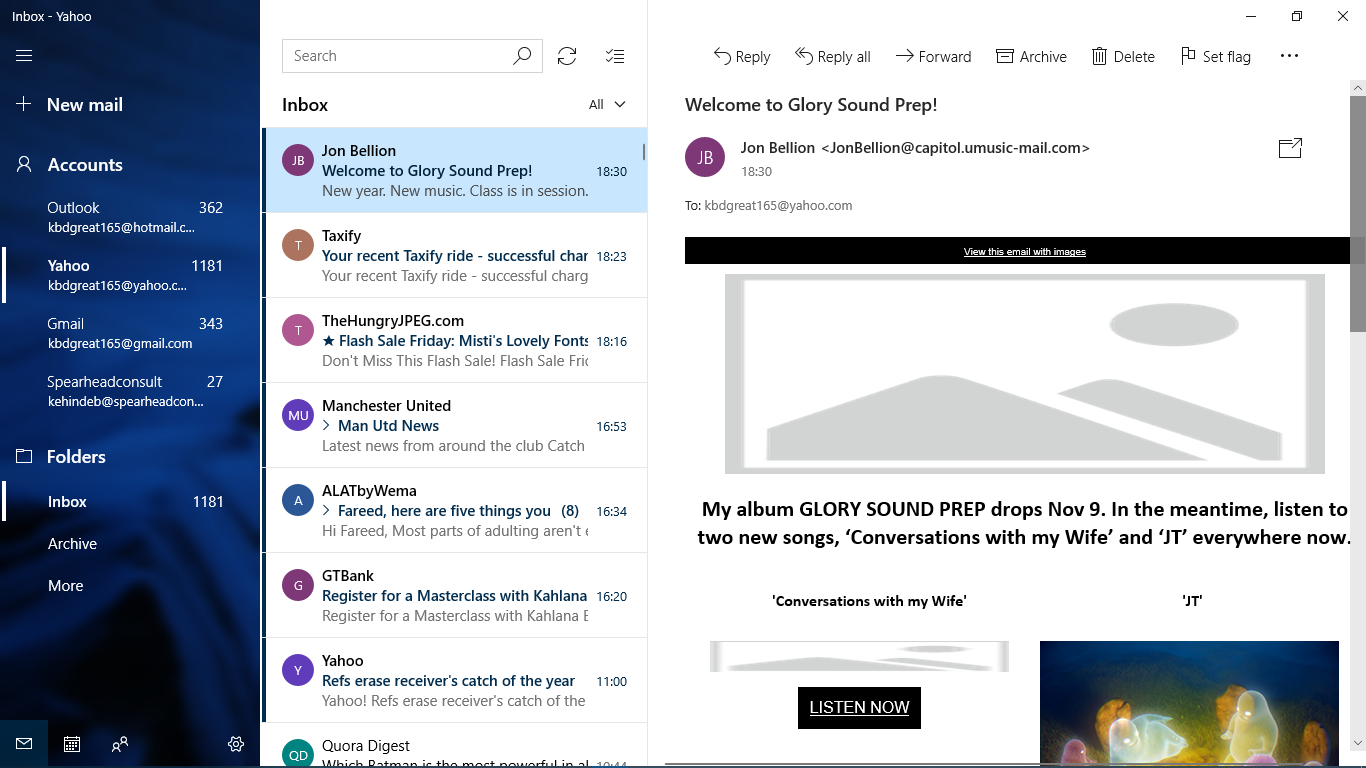 Inbox - Yahoo
New mail
Accounts
Outlook 362
kbdgreat165@hotmail.c...
Yahoo 1181
kbdgreat165@yahoo.c...
Gmail 343
kbdgreat165@gmail.com
Spearheadconsult 27
kehindeb@spearheadcon...
Folders
Inbox 1181
Archive
More
Search
Inbox All
JB
Jon Bellion
Welcome to Glory Sound Prep! 18:30
New year. New music. Class is in session.
T
Taxify
Your recent Taxify ride - successful char 18:23
Your recent Taxify ride - successful charg
T
TheHungryJPEG.com
★ Flash Sale Friday: Misti's Lovely Fonts 18:16
Don't Miss This Flash Sale! Flash Sale Fric
MU
Manchester United
Man Utd News 16:53
Latest news from around the club Catch
A
ALATbyWema
Fareed, here are five things you (8) 16:34
Hi Fareed, Most parts of adulting aren't e
G
GTBank
Register for a Masterclass with Kahlana 16:20
Register for a Masterclass with Kahlana E
Y
Yahoo
Refs erase receiver's catch of the year 11:00
Yahoo! Refs erase receiver's catch of the
QD
Quora Digest
Which Batman is the most powerful in al 10:44
Reply Reply all Forward Archive Delete Set flag ...
Welcome to Glory Sound Prep!
JB
Jon Bellion <JonBellion@capitol.umusic-mail.com>
18:30
To: kbdgreat165@yahoo.com
View this email with images
My album GLORY SOUND PREP drops Nov 9. In the meantime, listen to
two new songs, ‘Conversations with my Wife’ and ‘JT’ everywhere now.
'Conversations with my Wife' 'JT'
LISTEN NOW